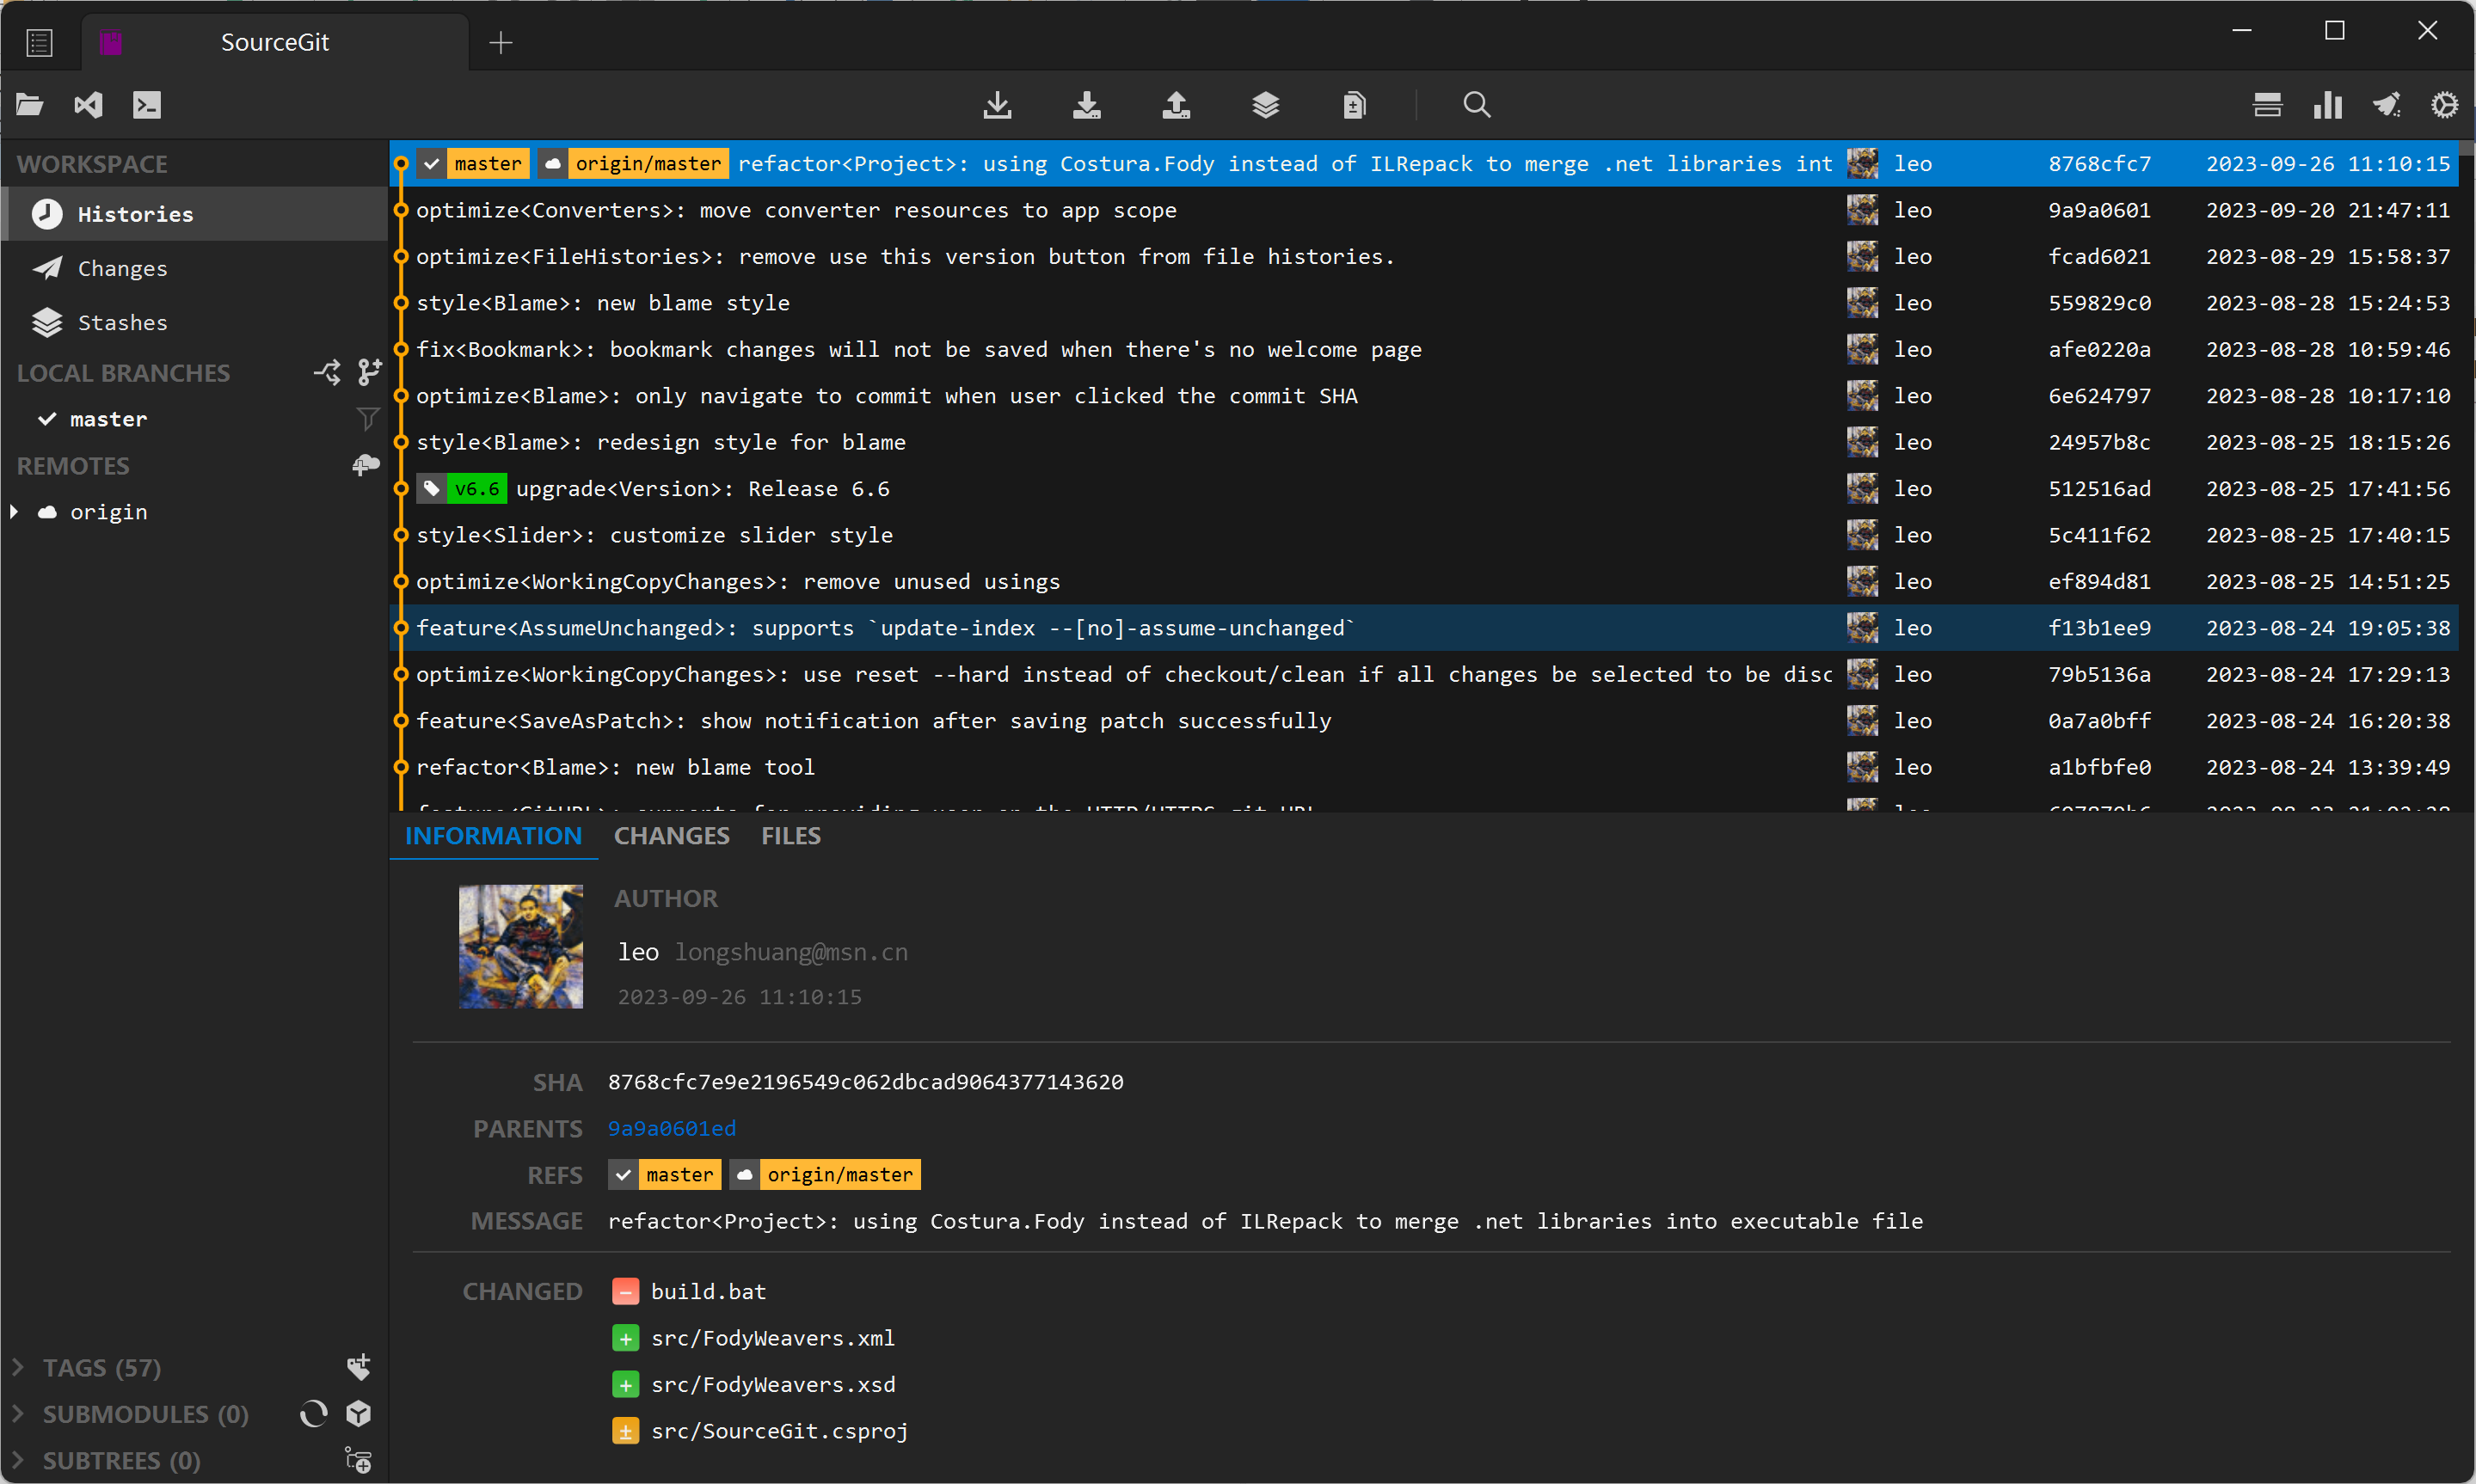 SourceGit
WORKSPACE
Histories
Changes
Stashes
LOCAL BRANCHES
master
REMOTES
origin
TAGS (57)
SUBMODULES (0)
SUBTREES (0)
master origin/master refactor<Project>: using Costura.Fody instead of ILRepack to merge .net libraries int leo 8768cfc7 2023-09-26 11:10:15
optimize<Converters>: move converter resources to app scope leo 9a9a0601 2023-09-20 21:47:11
optimize<FileHistories>: remove use this version button from file histories. leo fcad6021 2023-08-29 15:58:37
style<Blame>: new blame style leo 559829c0 2023-08-28 15:24:53
fix<Bookmark>: bookmark changes will not be saved when there's no welcome page leo afe0220a 2023-08-28 10:59:46
optimize<Blame>: only navigate to commit when user clicked the commit SHA leo 6e624797 2023-08-28 10:17:10
style<Blame>: redesign style for blame leo 24957b8c 2023-08-25 18:15:26
v6.6 upgrade<Version>: Release 6.6 leo 512516ad 2023-08-25 17:41:56
style<Slider>: customize slider style leo 5c411f62 2023-08-25 17:40:15
optimize<WorkingCopyChanges>: remove unused usings leo ef894d81 2023-08-25 14:51:25
feature<AssumeUnchanged>: supports `update-index --[no]-assume-unchanged` leo f13b1ee9 2023-08-24 19:05:38
optimize<WorkingCopyChanges>: use reset --hard instead of checkout/clean if all changes be selected to be disc leo 79b5136a 2023-08-24 17:29:13
feature<SaveAsPatch>: show notification after saving patch successfully leo 0a7a0bff 2023-08-24 16:20:38
refactor<Blame>: new blame tool leo a1bfbfe0 2023-08-24 13:39:49
INFORMATION CHANGES FILES
AUTHOR
leo longshuang@msn.cn
2023-09-26 11:10:15
SHA 8768cfc7e9e2196549c062dbcad9064377143620
PARENTS 9a9a0601ed
REFS master origin/master
MESSAGE refactor<Project>: using Costura.Fody instead of ILRepack to merge .net libraries into executable file
CHANGED build.bat
src/FodyWeavers.xml
src/FodyWeavers.xsd
src/SourceGit.csproj